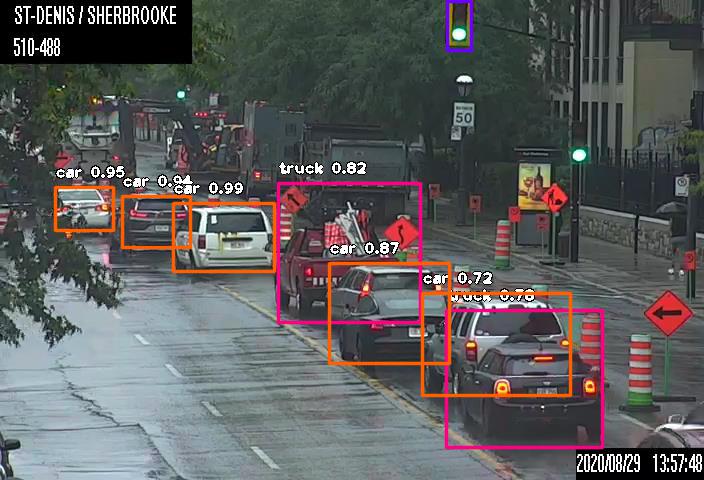 ST-DENIS / SHERBROOKE
510-488
50
truck 0.82
car 0.95
car 0.94
car 0.99
car 0.87
car 0.72
truck 0.78
2020/08/29 13:57:48